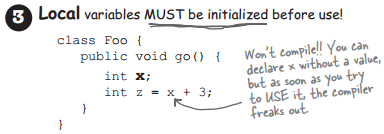 3 Local variables MUST be initialized before use!
class Foo {
public void go() {
int x;
int z = x + 3;
}
}
Won't compile!! You can
declare x without a value,
but as soon as you try
to USE it, the compiler
freaks out.